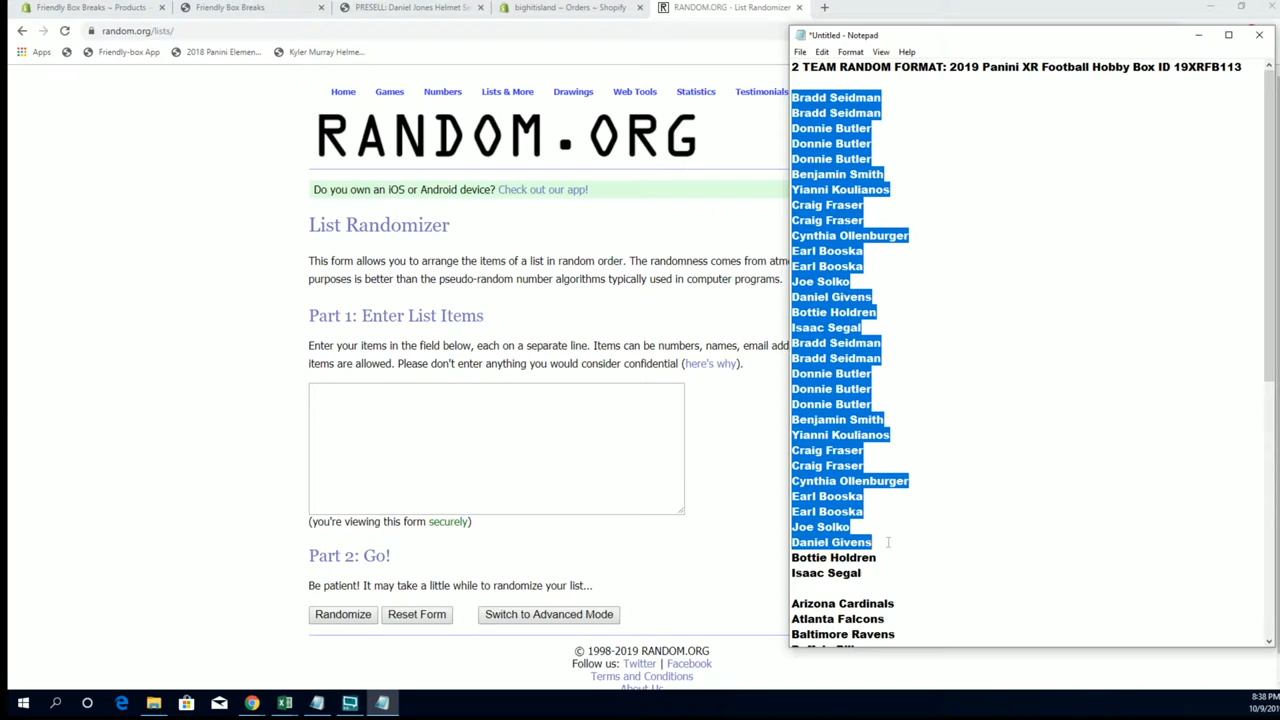 Friendly Box Breaks ~ Products ~
Friendly Box Breaks
PRESELL: Daniel Jones Helmet S
bighitisland ~ Orders ~ Shopify
RANDOM.ORG - List Randomizer
random.org/lists/
Apps
Friendly-box App
2018 Panini Elemen...
Kyler Murray Helme...
Home
Games
Numbers
Lists & More
Drawings
Web Tools
Statistics
Testimonials
RANDOM.ORG
Do you own an iOS or Android device? Check out our app!
List Randomizer
This form allows you to arrange the items of a list in random order. The randomness comes from atm
purposes is better than the pseudo-random number algorithms typically used in computer programs.
Part 1: Enter List Items
Enter your items in the field below, each on a separate line. Items can be numbers, names, email add
items are allowed. Please don't enter anything you would consider confidential (here's why).
(you're viewing this form securely)
Part 2: Go!
Be patient! It may take a little while to randomize your list...
Randomize
Reset Form
Switch to Advanced Mode
© 1998-2019 RANDOM.ORG
Follow us: Twitter | Facebook
Terms and Conditions
About Us
*Untitled - Notepad
File
Edit
Format
View
Help
2 TEAM RANDOM FORMAT: 2019 Panini XR Football Hobby Box ID 19XRFB113
Bradd Seidman
Bradd Seidman
Donnie Butler
Donnie Butler
Donnie Butler
Benjamin Smith
Yianni Koulianos
Craig Fraser
Craig Fraser
Cynthia Ollenburger
Earl Booska
Earl Booska
Joe Solko
Daniel Givens
Bottie Holdren
Isaac Segal
Bradd Seidman
Bradd Seidman
Donnie Butler
Donnie Butler
Donnie Butler
Benjamin Smith
Yianni Koulianos
Craig Fraser
Craig Fraser
Cynthia Ollenburger
Earl Booska
Earl Booska
Joe Solko
Daniel Givens
Bottie Holdren
Isaac Segal
Arizona Cardinals
Atlanta Falcons
Baltimore Ravens
8:38 PM
10/9/201